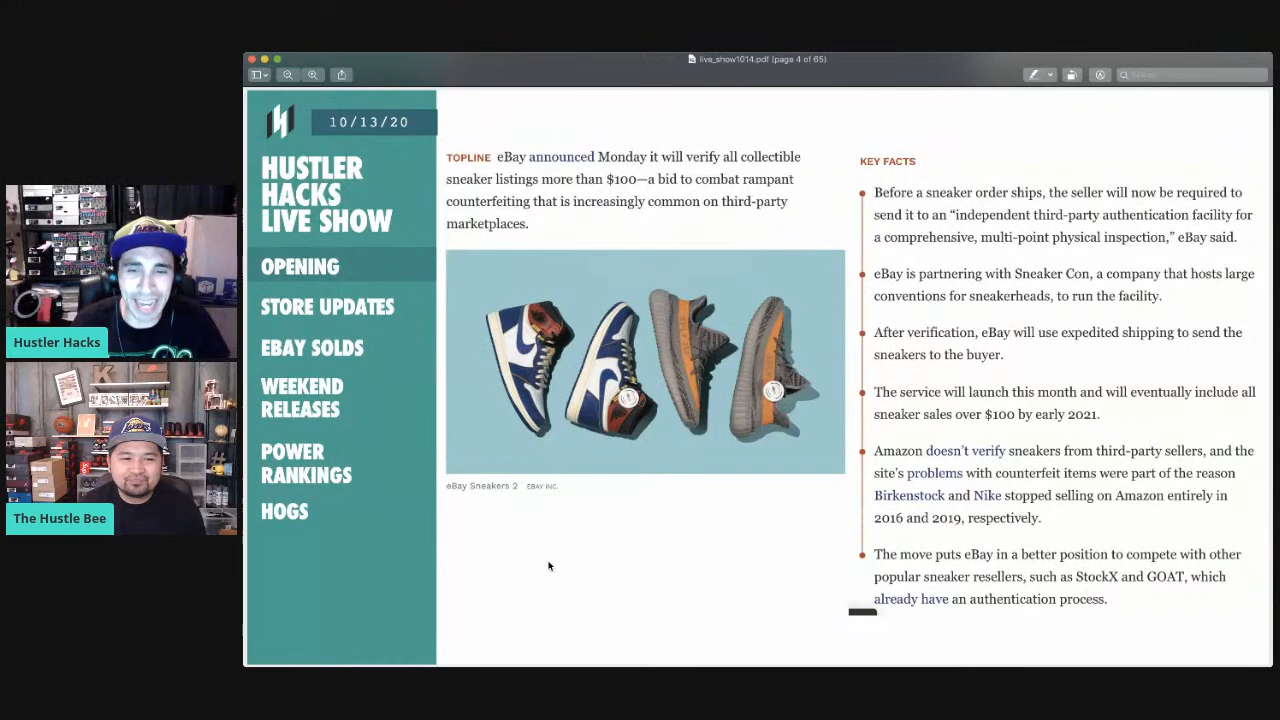 live_show1014.pdf (page 4 of 65)
Search
10/13/20
HUSTLER
HACKS
LIVE SHOW
OPENING
STORE UPDATES
EBAY SOLDS
WEEKEND
RELEASES
POWER
RANKINGS
HOGS
TOPLINE eBay announced Monday it will verify all collectible
sneaker listings more than $100—a bid to combat rampant
counterfeiting that is increasingly common on third-party
marketplaces.
eBay Sneakers 2 EBAY INC.
KEY FACTS
Before a sneaker order ships, the seller will now be required to
send it to an “independent third-party authentication facility for
a comprehensive, multi-point physical inspection,” eBay said.
eBay is partnering with Sneaker Con, a company that hosts large
conventions for sneakerheads, to run the facility.
After verification, eBay will use expedited shipping to send the
sneakers to the buyer.
The service will launch this month and will eventually include all
sneaker sales over $100 by early 2021.
Amazon doesn’t verify sneakers from third-party sellers, and the
site’s problems with counterfeit items were part of the reason
Birkenstock and Nike stopped selling on Amazon entirely in
2016 and 2019, respectively.
The move puts eBay in a better position to compete with other
popular sneaker resellers, such as StockX and GOAT, which
already have an authentication process.
Hustler Hacks
The Hustle Bee